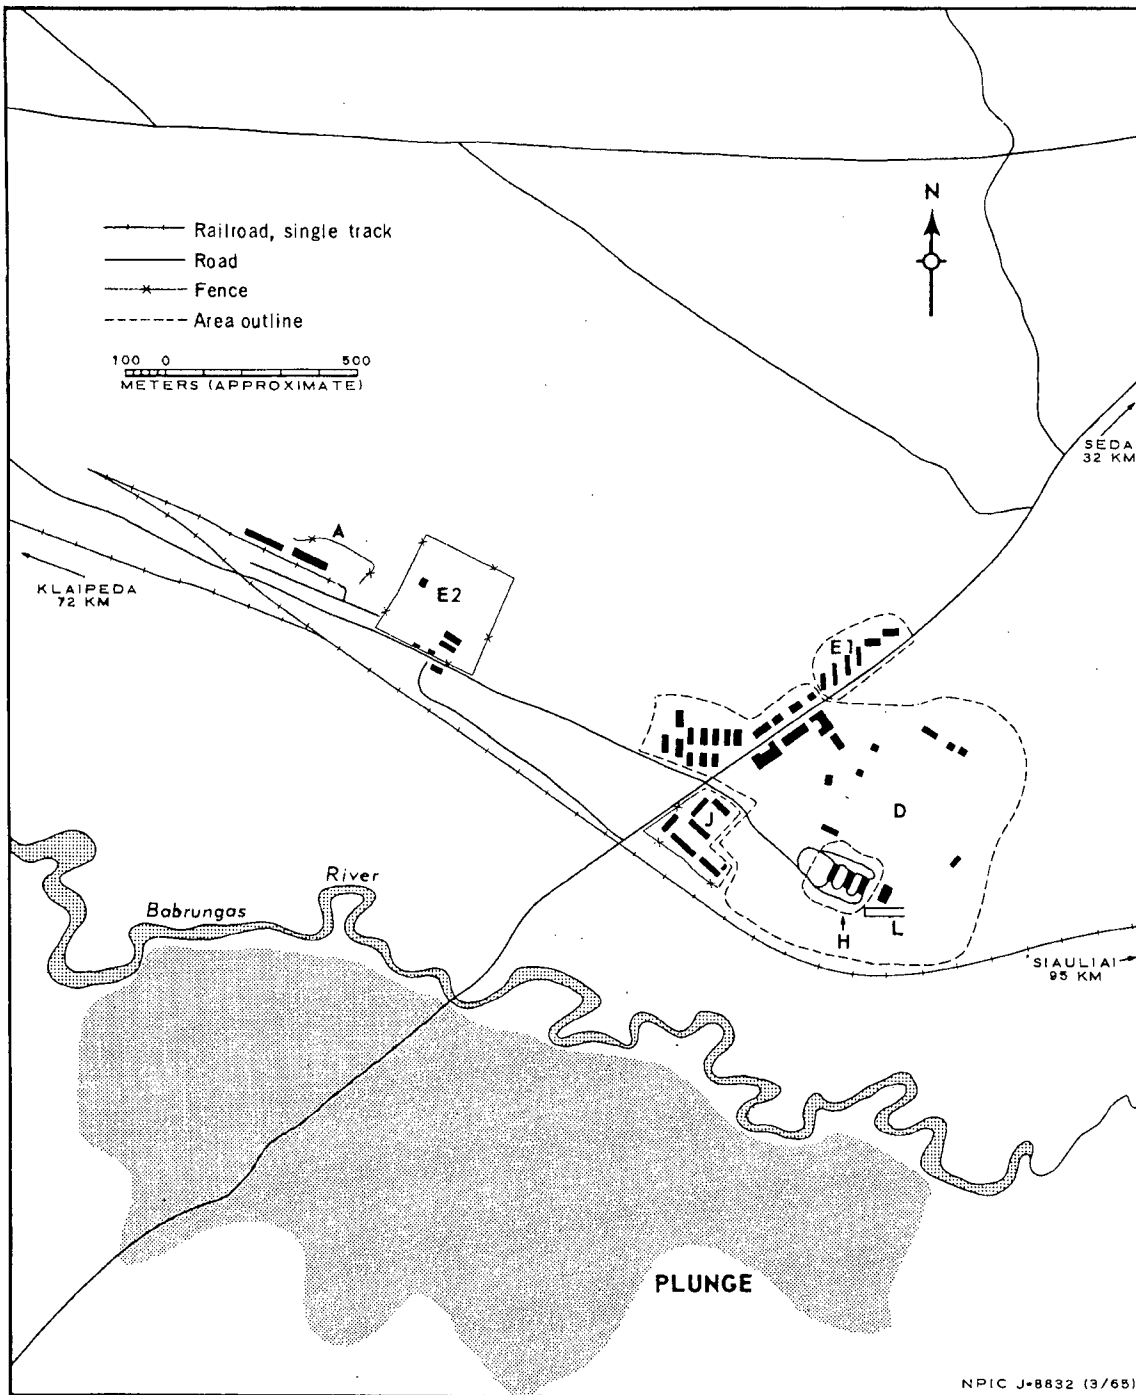 N
Railroad, single track
Road
Fence
Area outline
100 0 500
METERS (APPROXIMATE)
SEDA
32 KM
A
KLAIPEDA
72 KM
E2
E1
J
D
H
L
SIAULIAI
95 KM
River
Babrungas
PLUNGE
NPIC J-8832 (3/65)